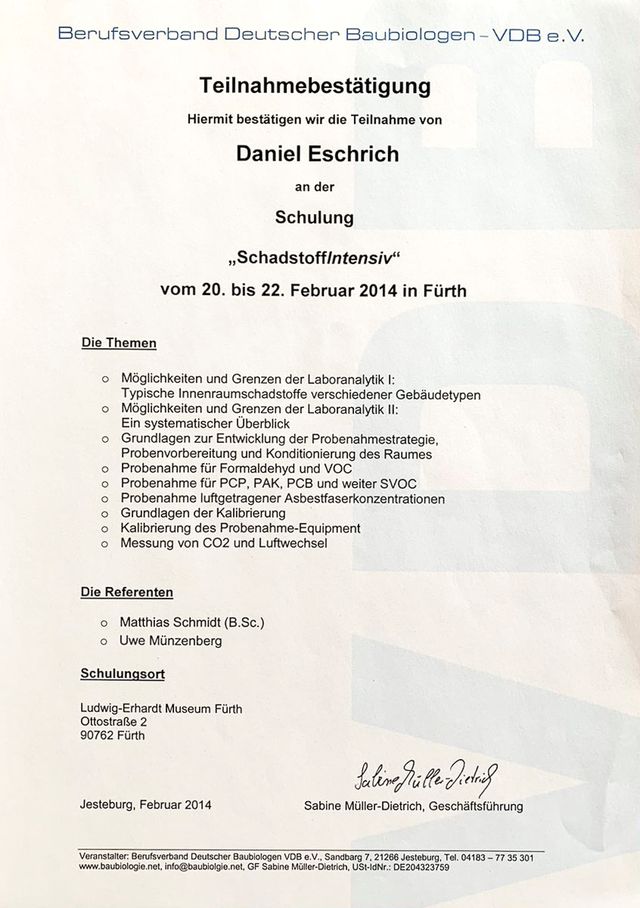 Berufsverband Deutscher Baubiologen – VDB e.V.
Teilnahmebestätigung
Hiermit bestätigen wir die Teilnahme von
Daniel Eschrich
an der
Schulung
„SchadstoffIntensiv“
vom 20. bis 22. Februar 2014 in Fürth
Die Themen
o Möglichkeiten und Grenzen der Laboranalytik I:
Typische Innenraumschadstoffe verschiedener Gebäudetypen
o Möglichkeiten und Grenzen der Laboranalytik II:
Ein systematischer Überblick
o Grundlagen zur Entwicklung der Probenahmestrategie,
Probenvorbereitung und Konditionierung des Raumes
o Probenahme für Formaldehyd und VOC
o Probenahme für PCP, PAK, PCB und weiter SVOC
o Probenahme luftgetragener Asbestfaserkonzentrationen
o Grundlagen der Kalibrierung
o Kalibrierung des Probenahme-Equipment
o Messung von CO2 und Luftwechsel
Die Referenten
o Matthias Schmidt (B.Sc.)
o Uwe Münzenberg
Schulungsort
Ludwig-Erhardt Museum Fürth
Ottostraße 2
90762 Fürth
Sabine Müller-Dietrich
Jesteburg, Februar 2014 Sabine Müller-Dietrich, Geschäftsführung
Veranstalter: Berufsverband Deutscher Baubiologen VDB e.V., Sandbarg 7, 21266 Jesteburg, Tel. 04183 – 77 35 301
www.baubiologie.net, info@baubiolgie.net, GF Sabine Müller-Dietrich, USt-IdNr.: DE204323759